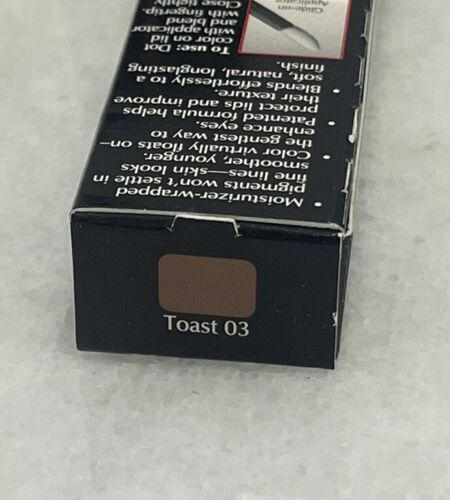 • Moisturizer-wrapped
pigments won't settle in
fine lines—skin looks
smoother, younger.
• Color virtually floats on—
the gentlest way to
enhance eyes.
• Patented formula helps
protect lids and improve
their texture.
• Blends effortlessly to a
soft, natural, longlasting
finish.
To use: Dot
color on lid
with applicator
and blend
with fingertip.
Close tightly
Glide-on
Applicator
Toast 03